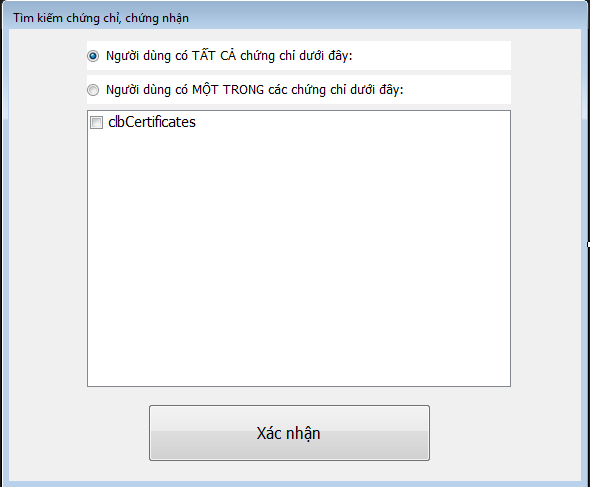 Tìm kiếm chứng chỉ, chứng nhận
Người dùng có TẤT CẢ chứng chỉ dưới đây:
Người dùng có MỘT TRONG các chứng chỉ dưới đây:
clbCertificates
Xác nhận